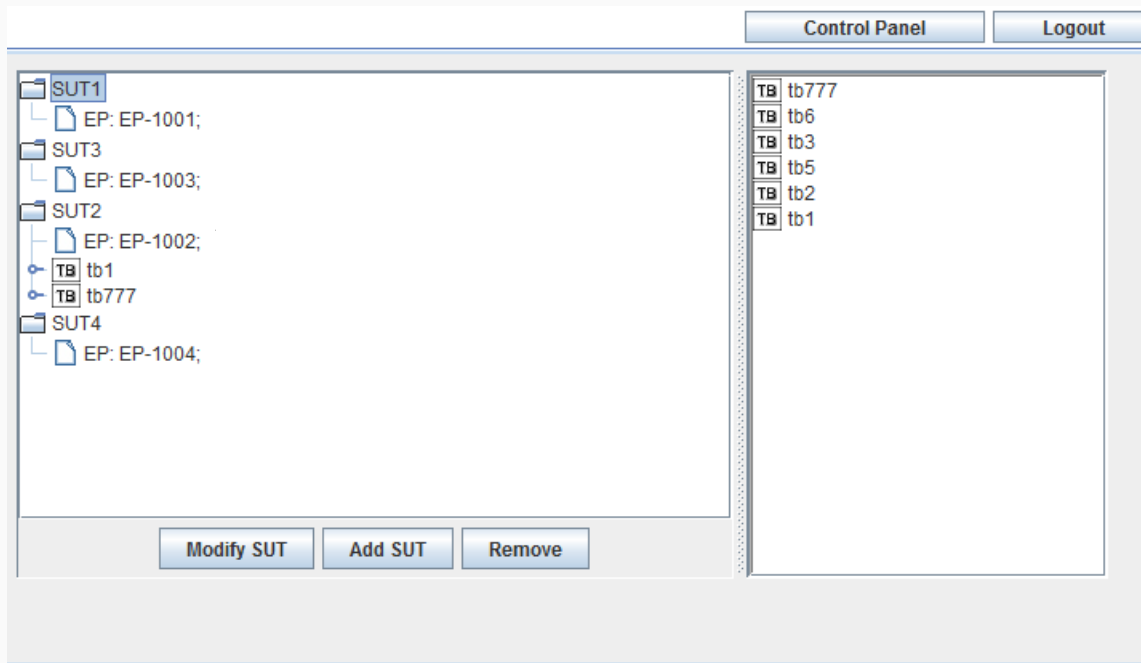 Control Panel Logout
SUT1
EP: EP-1001;
SUT3
EP: EP-1003;
SUT2
EP: EP-1002;
TB tb1
TB tb777
SUT4
EP: EP-1004;
Modify SUT Add SUT Remove
TB tb777
TB tb6
TB tb3
TB tb5
TB tb2
TB tb1